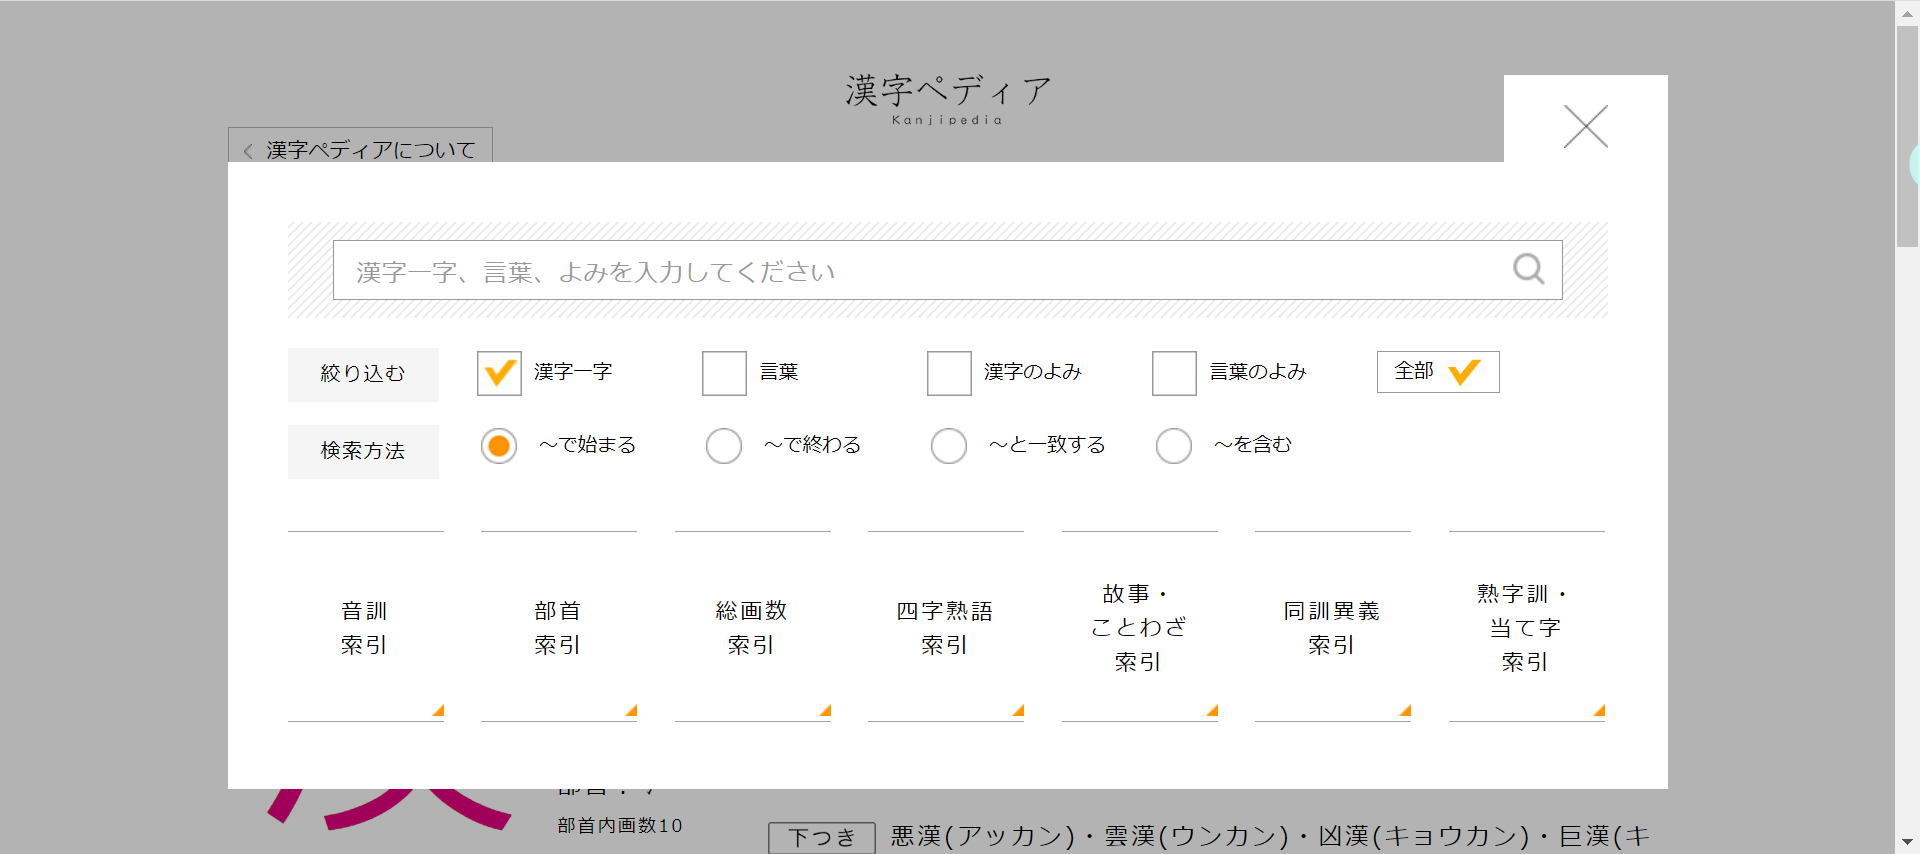 漢字ペディア
Kanjipedia
漢字ペディアについて
漢字一字、言葉、よみを入力してください
絞り込む 漢字一字 言葉 漢字のよみ 言葉のよみ 全部
検索方法 ～で始まる ～で終わる ～と一致する ～を含む
音訓
索引
部首
索引
総画数
索引
四字熟語
索引
故事・
ことわざ
索引
同訓異義
索引
熟字訓・
当て字
索引
部首内画数10
下つき 悪漢(アッカン)・雲漢(ウンカン)・凶漢(キョウカン)・巨漢(キ